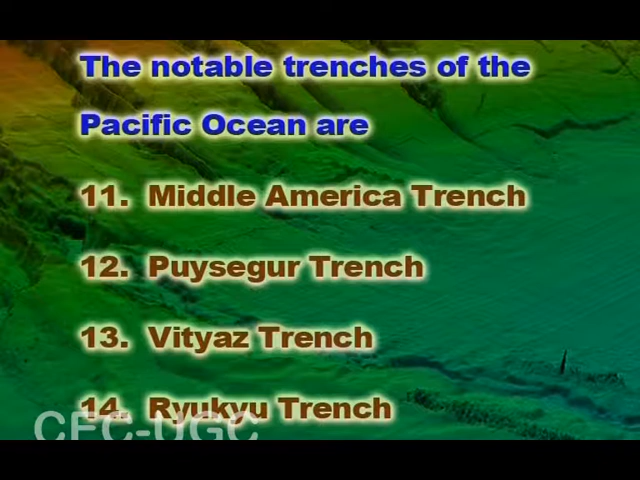 The notable trenches of the
Pacific Ocean are
11. Middle America Trench
12. Puysegur Trench
13. Vityaz Trench
14. Ryukyu Trench
CEC-UGC